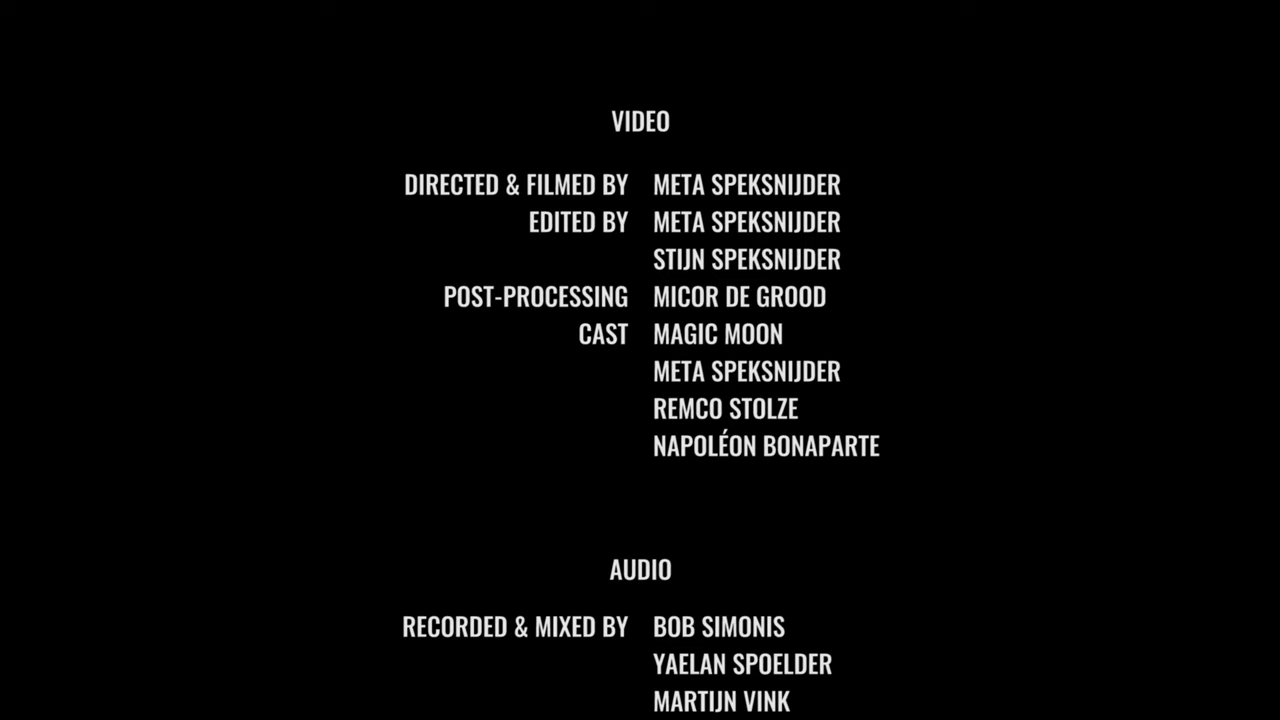 VIDEO
DIRECTED & FILMED BY META SPEKSNIJDER
EDITED BY META SPEKSNIJDER
STIJN SPEKSNIJDER
POST-PROCESSING MICOR DE GROOD
CAST MAGIC MOON
META SPEKSNIJDER
REMCO STOLZE
NAPOLÉON BONAPARTE
AUDIO
RECORDED & MIXED BY BOB SIMONIS
YAELAN SPOELDER
MARTIJN VINK